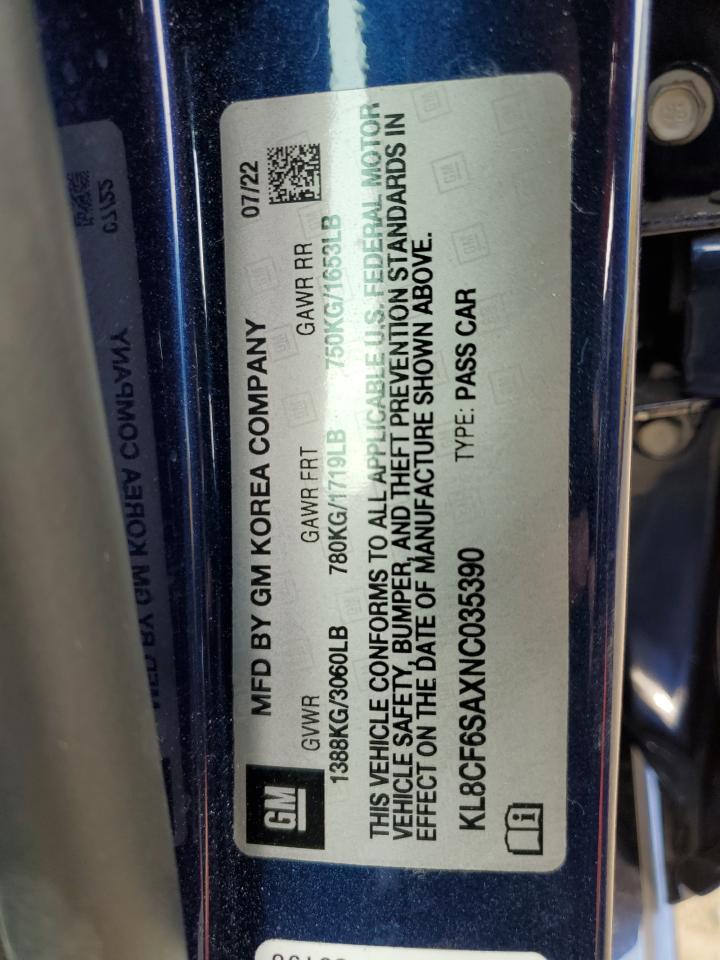 GM
MFD BY GM KOREA COMPANY 07/22
GVWR GAWR FRT GAWR RR
1388KG/3060LB 780KG/1719LB 750KG/1653LB
THIS VEHICLE CONFORMS TO ALL APPLICABLE U.S. FEDERAL MOTOR
VEHICLE SAFETY, BUMPER, AND THEFT PREVENTION STANDARDS IN
EFFECT ON THE DATE OF MANUFACTURE SHOWN ABOVE.
KL8CF6SAXNC035390 TYPE: PASS CAR